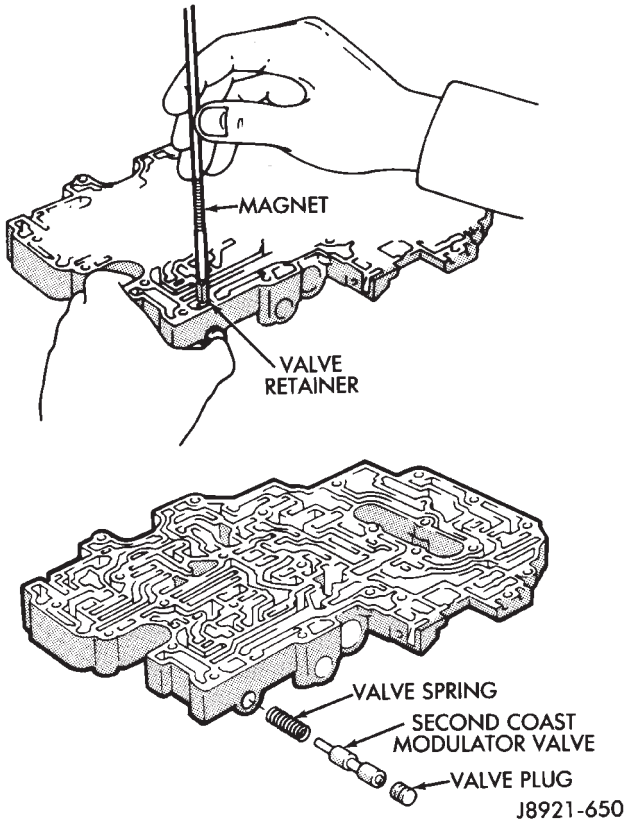 MAGNET
VALVE
RETAINER
VALVE SPRING
SECOND COAST
MODULATOR VALVE
VALVE PLUG
J8921-650